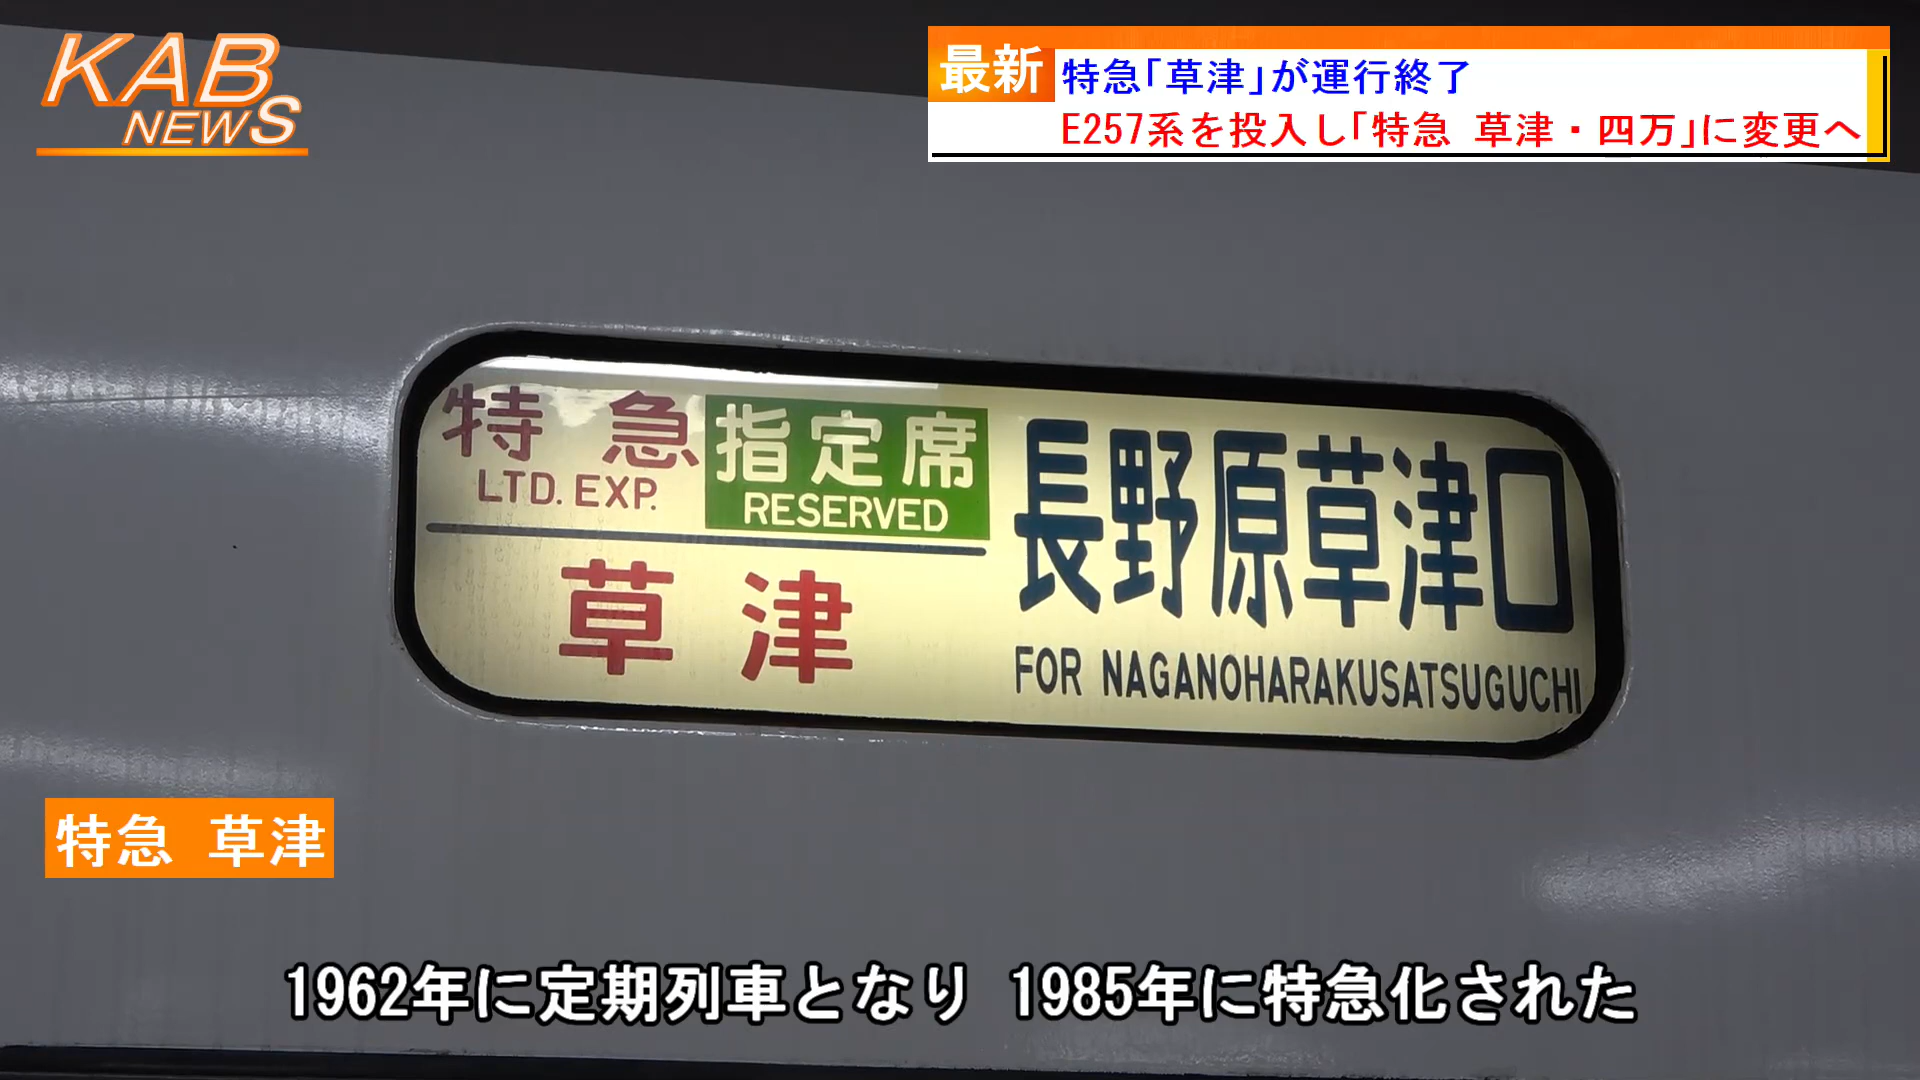 KAB
NEWS
最新
特急「草津」が運行終了
E257系を投入し「特急 草津・四万」に変更へ
特急
LTD. EXP.
指定席
RESERVED
草津
長野原草津口
FOR NAGANOHARAKUSATSUGUCHI
特急 草津
1962年に定期列車となり 1985年に特急化された